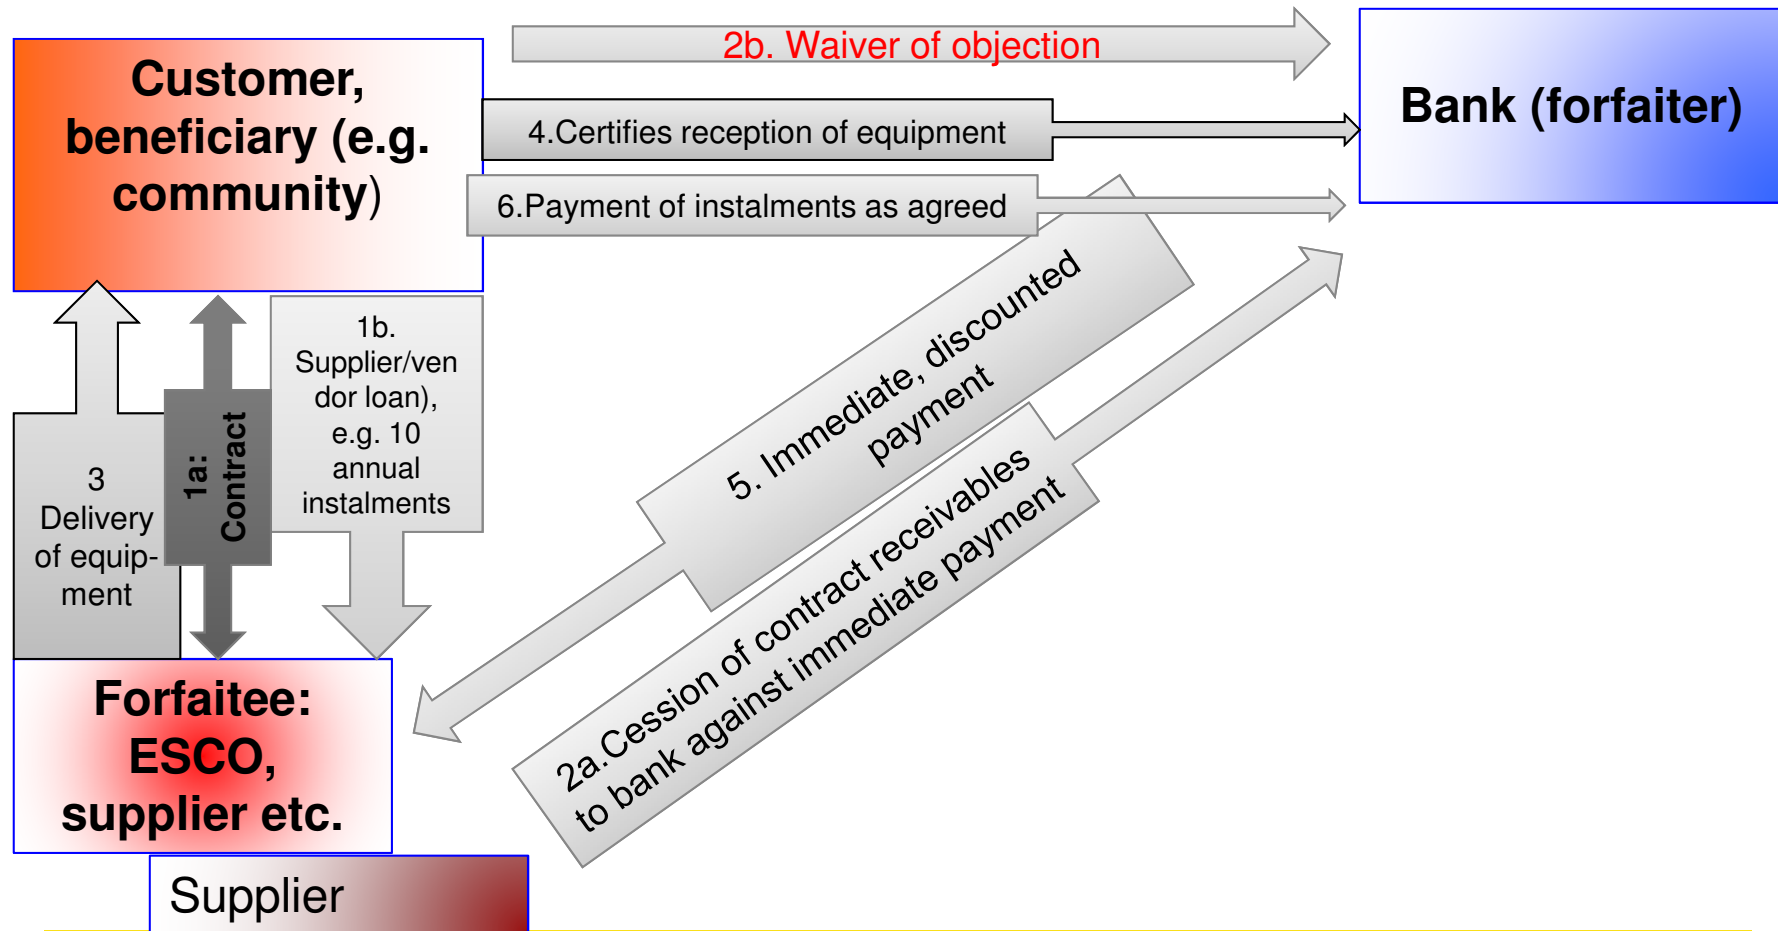 2b. Waiver of objection
Customer,
beneficiary (e.g.
community)
Bank (forfaiter)
4.Certifies reception of equipment
6.Payment of instalments as agreed
1b.
Supplier/ven
dor loan),
e.g. 10
annual
instalments
1a:
Contract
3
Delivery
of equip-
ment
5. Immediate, discounted
payment
2a.Cession of contract receivables
to bank against immediate payment
Forfaitee:
ESCO,
supplier etc.
Supplier